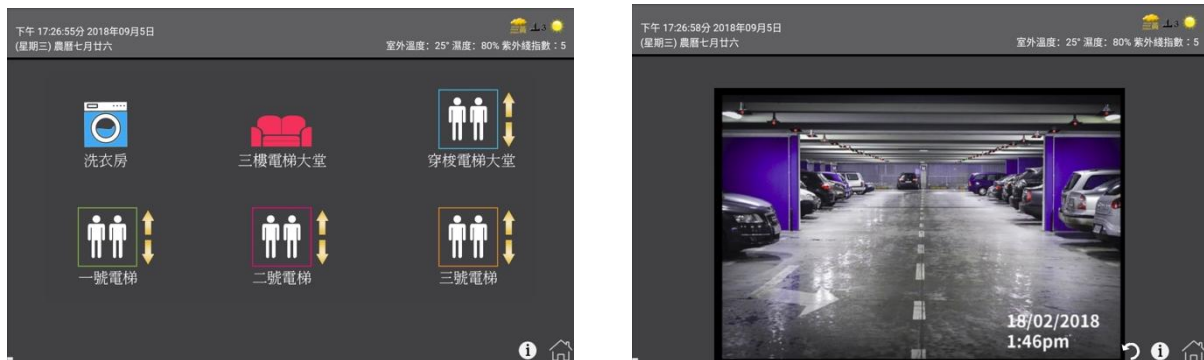 下午 17:26:55分 2018年09月5日
(星期三) 農曆七月廿六
室外溫度：25° 濕度：80% 紫外綫指數：5
洗衣房
三樓電梯大堂
穿梭電梯大堂
一號電梯
二號電梯
三號電梯
下午 17:26:58分 2018年09月5日
(星期三) 農曆七月廿六
室外溫度：25° 濕度：80% 紫外綫指數：5
18/02/2018
1:46pm